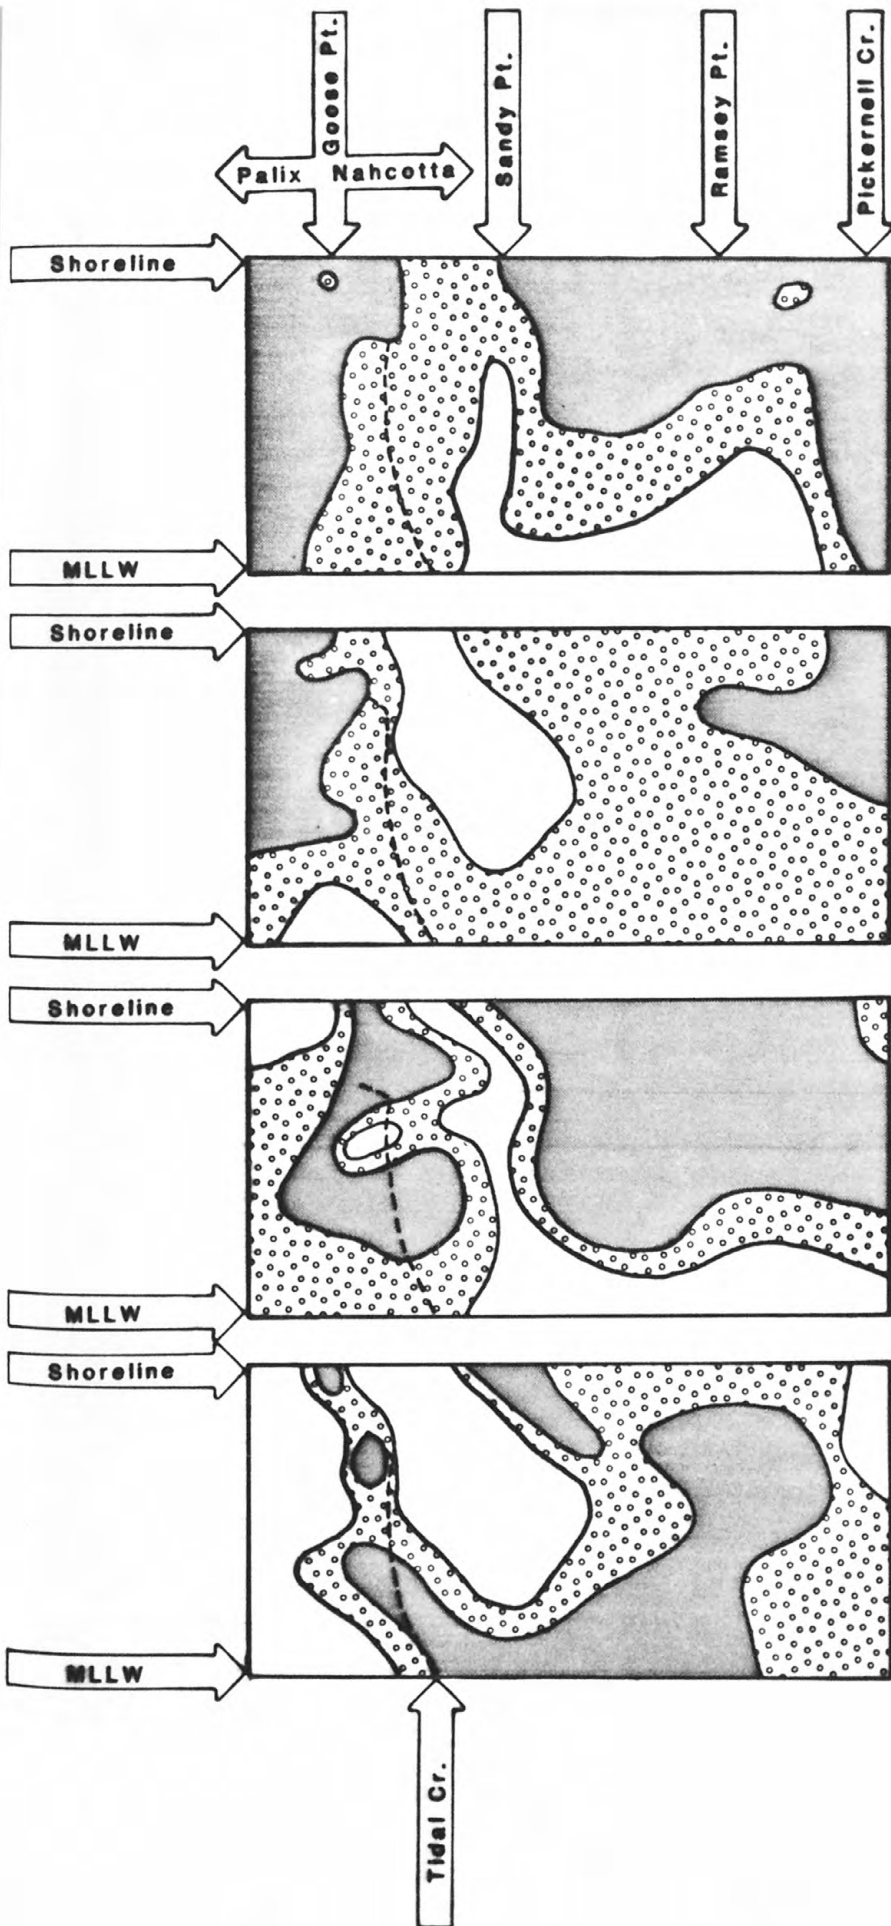 Goose Pt.
Sandy Pt.
Ramsey Pt.
Pickernell Cr.
Palix Nahcotta
Shoreline
MLLW
Shoreline
MLLW
Shoreline
MLLW
Shoreline
MLLW
Tidal Cr.